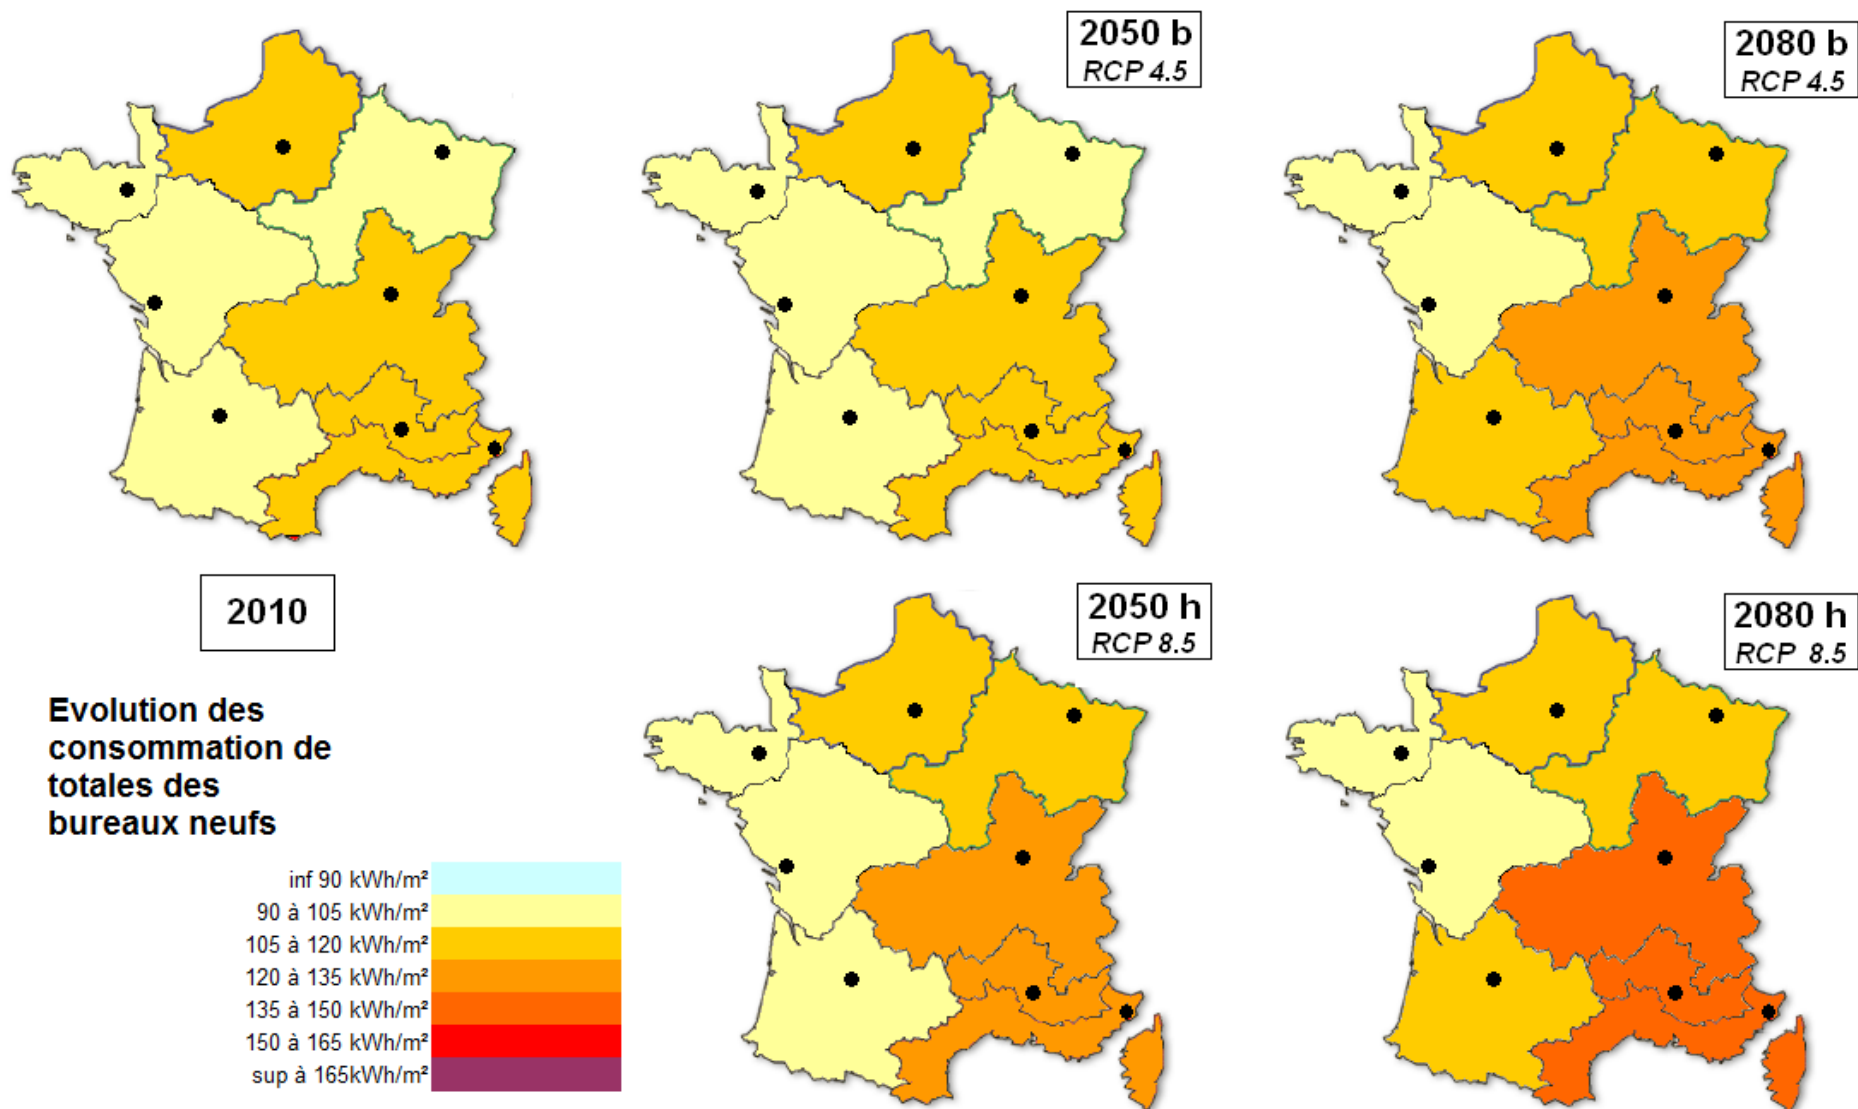 2050 b
RCP 4.5
2080 b
RCP 4.5
2010
2050 h
RCP 8.5
2080 h
RCP 8.5
Evolution des
consommation de
totales des
bureaux neufs
inf 90 kWh/m²
90 à 105 kWh/m²
105 à 120 kWh/m²
120 à 135 kWh/m²
135 à 150 kWh/m²
150 à 165 kWh/m²
sup à 165kWh/m²